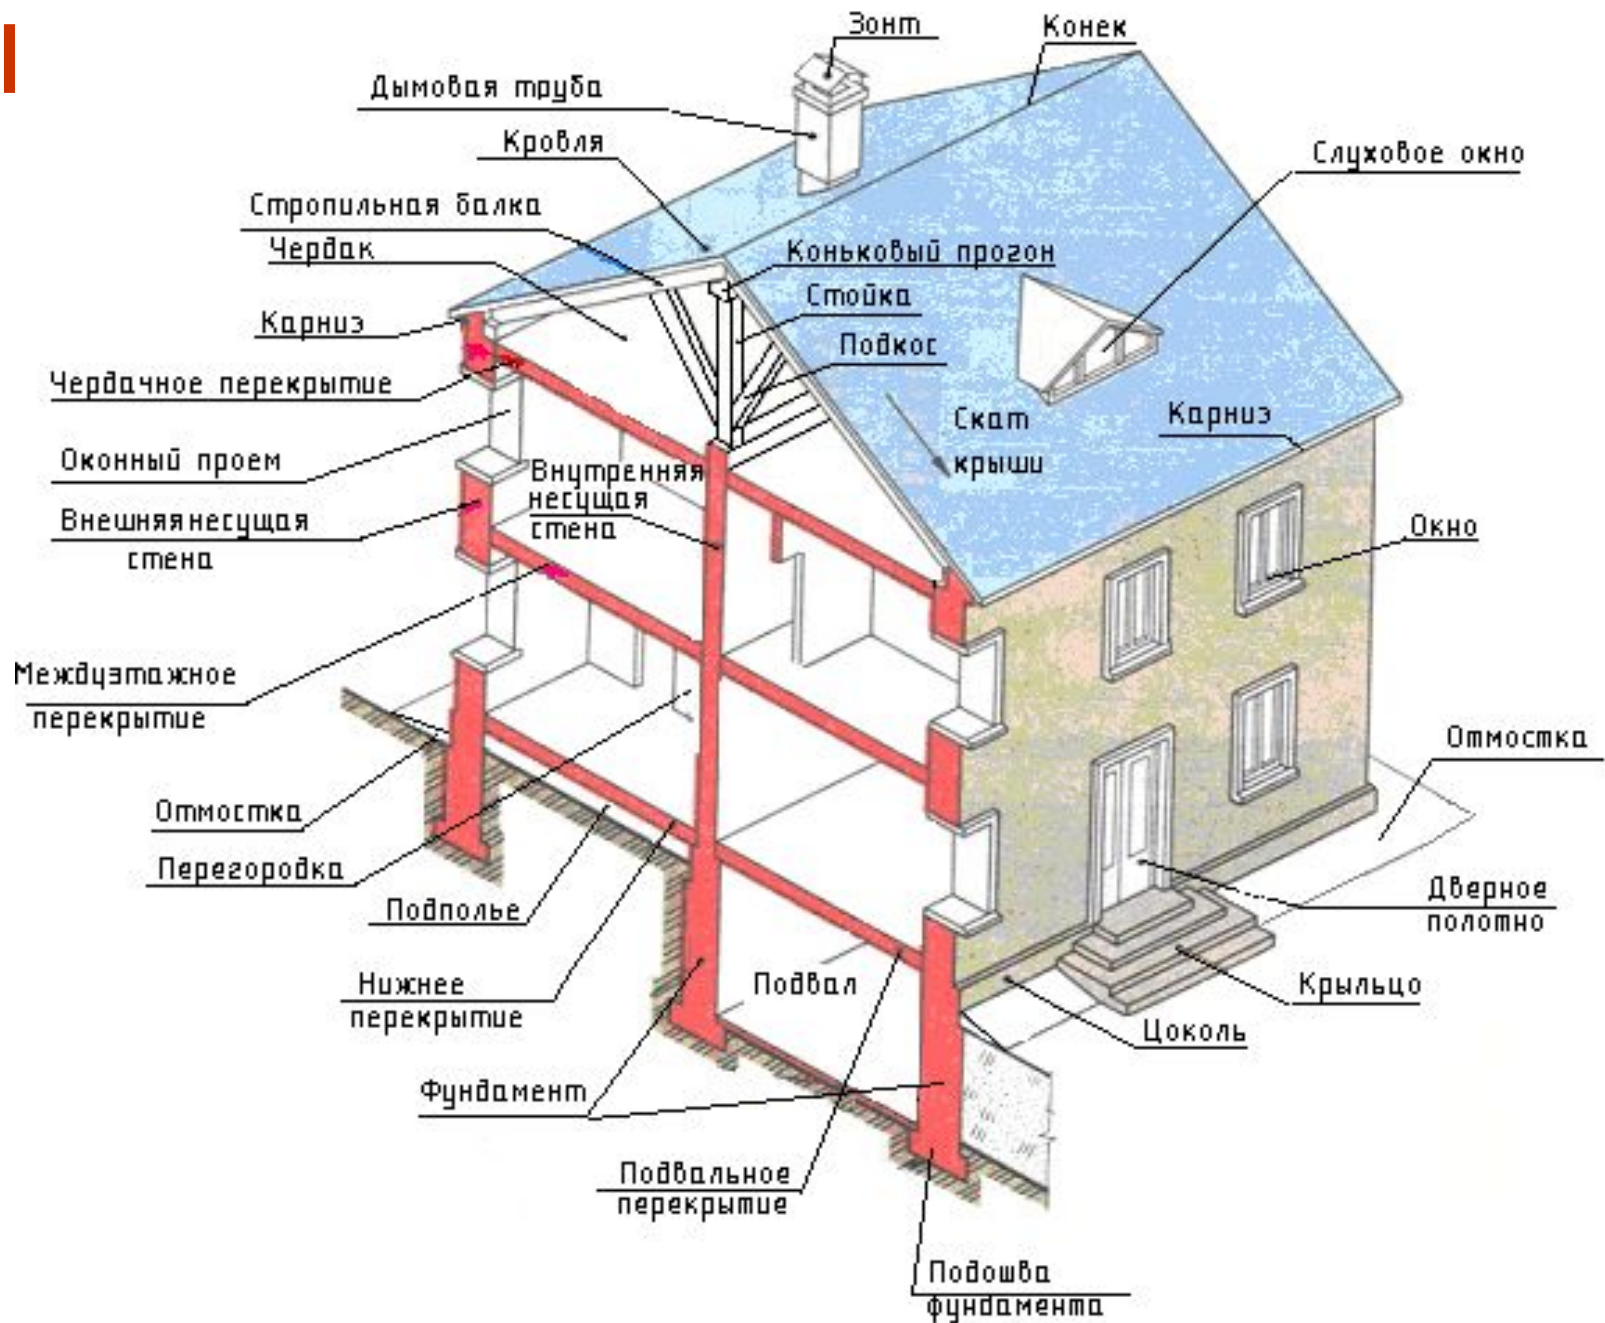 Зонт
Конек
Дымовая труба
Кровля
Слуховое окно
Стропильная балка
Чердак
Коньковый прогон
Стойка
Карниз
Подкос
Чердачное перекрытие
Скат
крыши
Карниз
Оконный проем
Внутренняя
несущая
стена
Внешняя несущая
стена
Окно
Междуэтажное
перекрытие
Отмостка
Отмостка
Перегородка
Подполье
Дверное
полотно
Нижнее
перекрытие
Подвал
Крыльцо
Цоколь
Фундамент
Подвальное
перекрытие
Подошва
фундамента